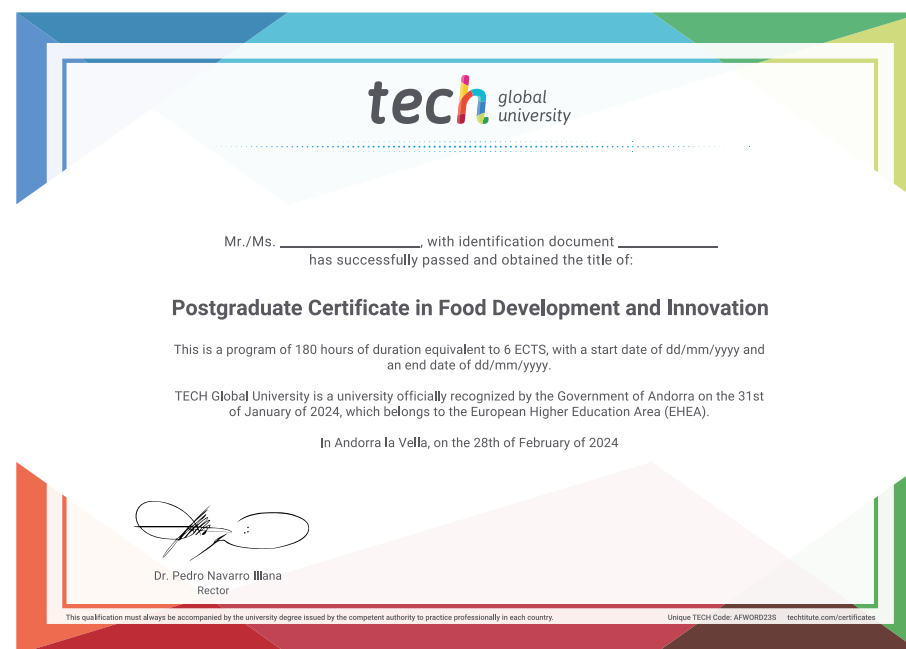 tech global
university
Mr./Ms. ____________, with identification document ____________
has successfully passed and obtained the title of:
Postgraduate Certificate in Food Development and Innovation
This is a program of 180 hours of duration equivalent to 6 ECTS, with a start date of dd/mm/yyyy and
an end date of dd/mm/yyyy.
TECH Global University is a university officially recognized by the Government of Andorra on the 31st
of January of 2024, which belongs to the European Higher Education Area (EHEA).
In Andorra la Vella, on the 28th of February of 2024
Dr. Pedro Navarro Illana
Rector
This qualification must always be accompanied by the university degree issued by the competent authority to practice professionally in each country. Unique TECH Code: AFWORD23S techtitute.com/certificates